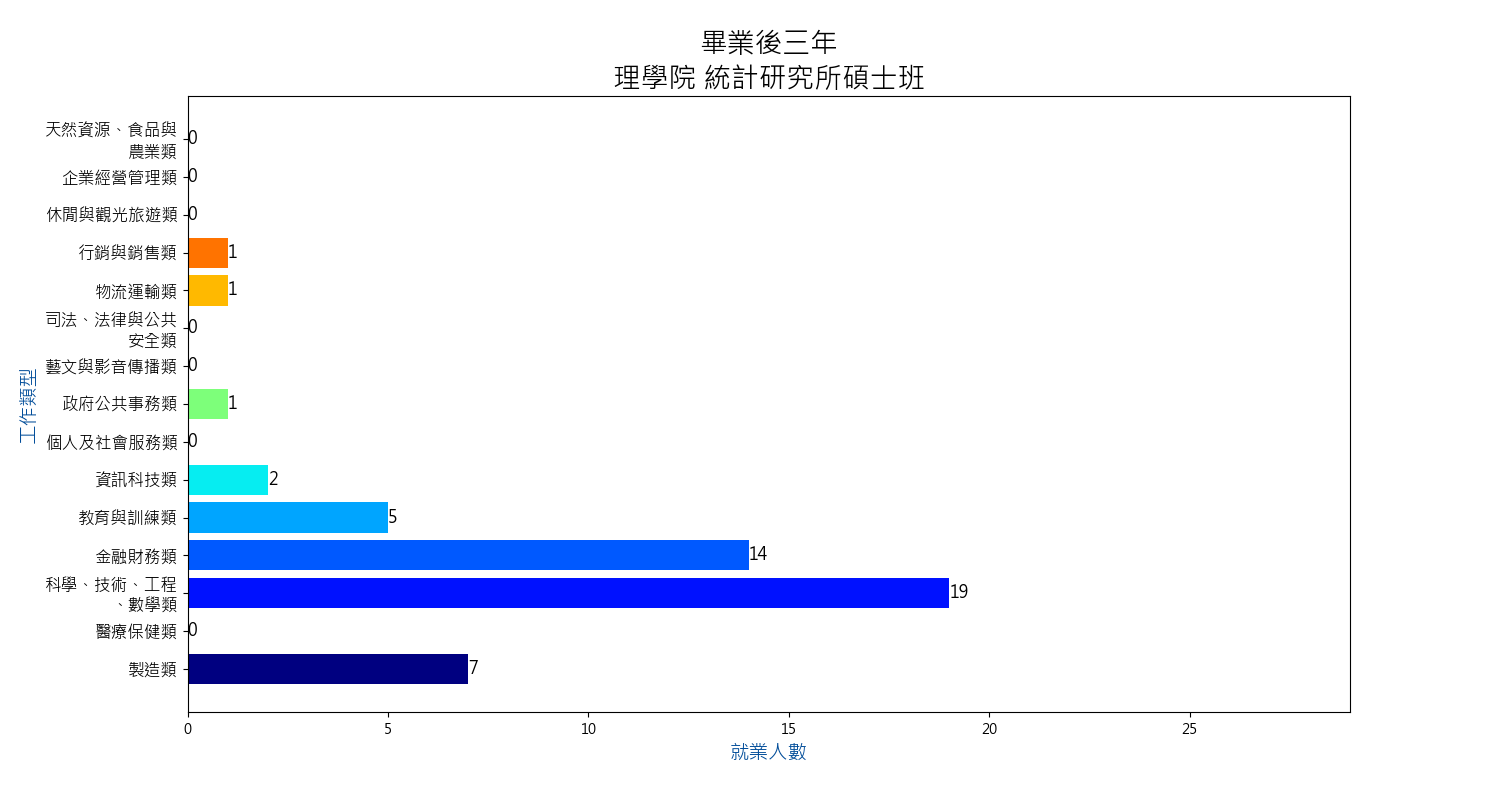 畢業後三年
理學院 統計研究所碩士班
天然資源、食品與
農業類
0
企業經營管理類
0
休閒與觀光旅遊類
0
行銷與銷售類
1
物流運輸類
1
司法、法律與公共
安全類
0
藝文與影音傳播類
0
政府公共事務類
1
個人及社會服務類
0
資訊科技類
2
教育與訓練類
5
金融財務類
14
科學、技術、工程
、數學類
19
醫療保健類
0
製造類
7
工作類型
0 5 10 15 20 25
就業人數